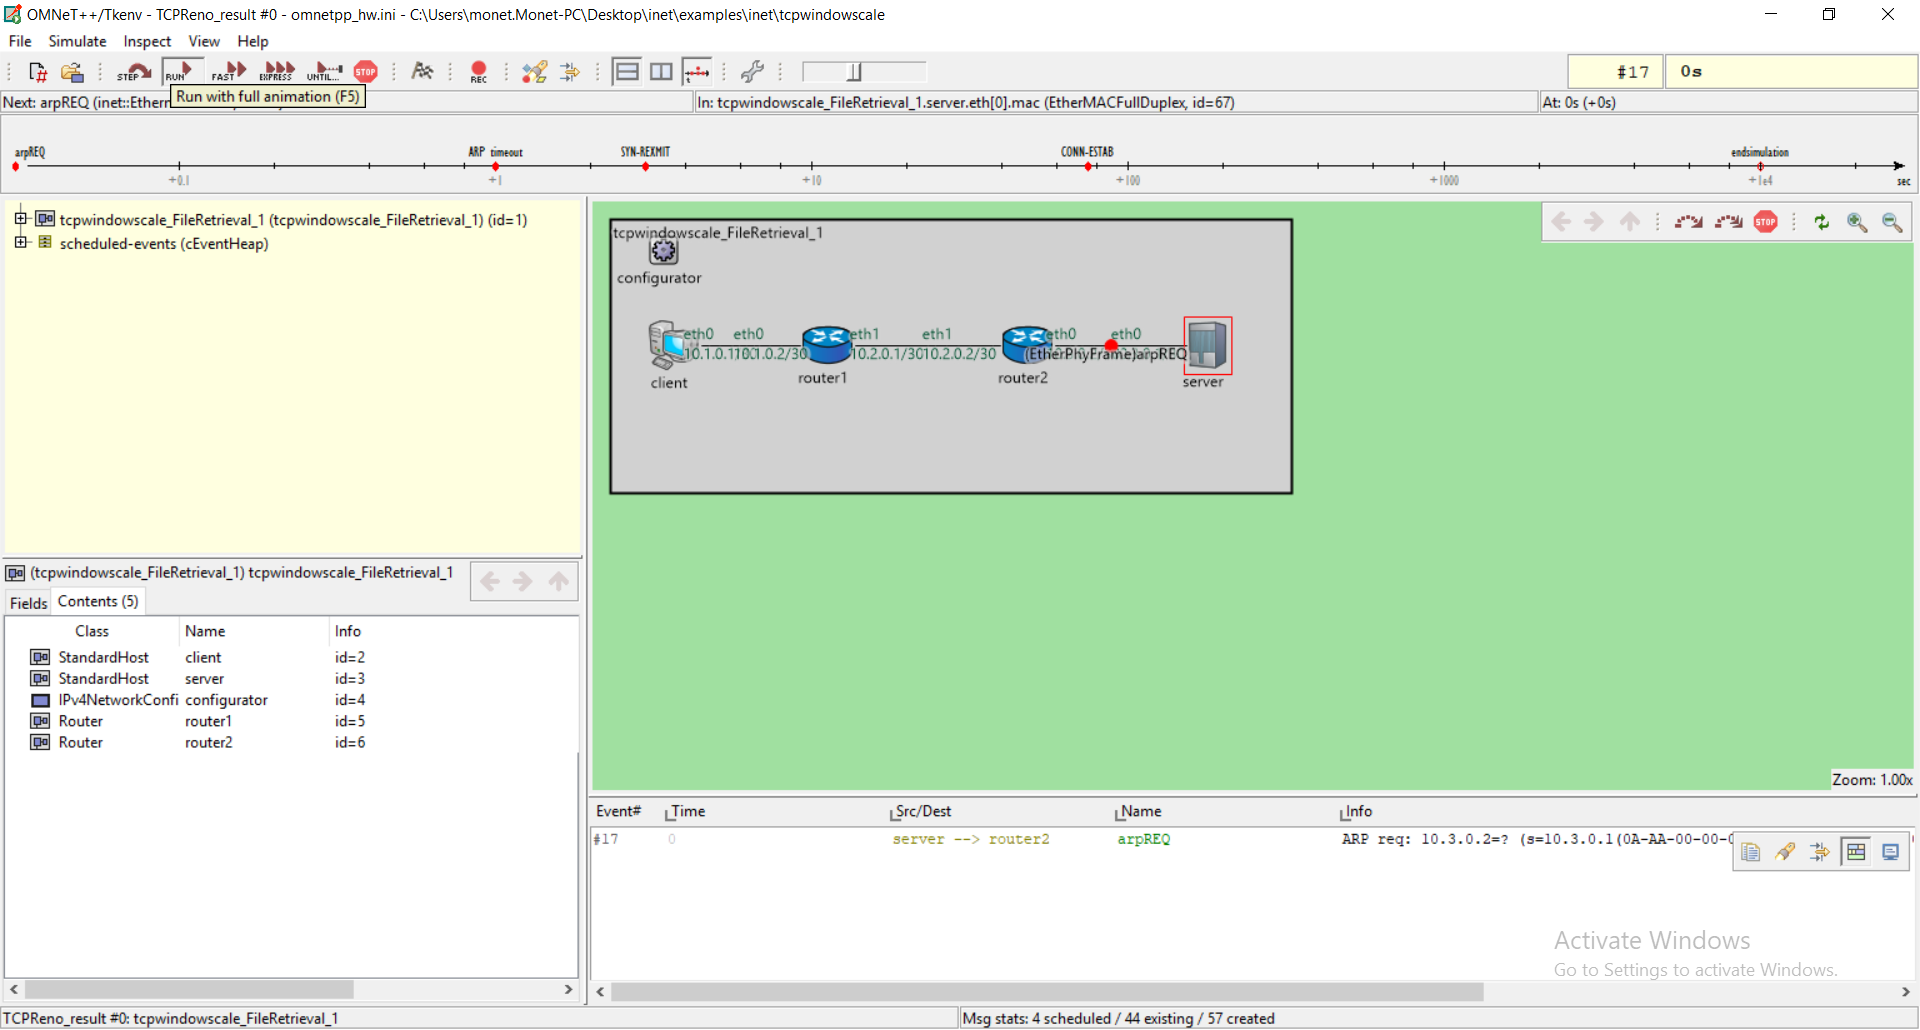 OMNeT++/Tkenv - TCPReno_result #0 - omnetpp_hw.ini - C:\Users\monet.Monet-PC\Desktop\inet\examples\inet\tcpwindowscale
File Simulate Inspect View Help
STEP RUN FAST EXPRESS UNTIL... STOP REC #17 0s
Run with full animation (F5)
Next: arpREQ (inet::Ethern
In: tcpwindowscale_FileRetrieval_1.server.eth[0].mac (EtherMACFullDuplex, id=67)
At: 0s (+0s)
arpREQ ARP timeout SYN-REXMIT CONN-ESTAB endsimulation
+0.1 +1 +10 +100 +1000 +1e4 sec
tcpwindowscale_FileRetrieval_1 (tcpwindowscale_FileRetrieval_1) (id=1)
scheduled-events (cEventHeap)
STOP
tcpwindowscale_FileRetrieval_1
configurator
eth0 eth0 eth1 eth1 eth0 eth0
10.2.0.1/30 10.2.0.2/30 (EtherPhyFrame)arpREQ
client router1 router2 server
Zoom: 1.00x
(tcpwindowscale_FileRetrieval_1) tcpwindowscale_FileRetrieval_1
Fields Contents (5)
Class Name Info
StandardHost client id=2
StandardHost server id=3
IPv4NetworkConfi configurator id=4
Router router1 id=5
Router router2 id=6
Event# Time Src/Dest Name Info
#17 0 server --> router2 arpREQ ARP req: 10.3.0.2=? (s=10.3.0.1(0A-AA-00-00-0
Activate Windows
Go to Settings to activate Windows.
TCPReno_result #0: tcpwindowscale_FileRetrieval_1
Msg stats: 4 scheduled / 44 existing / 57 created